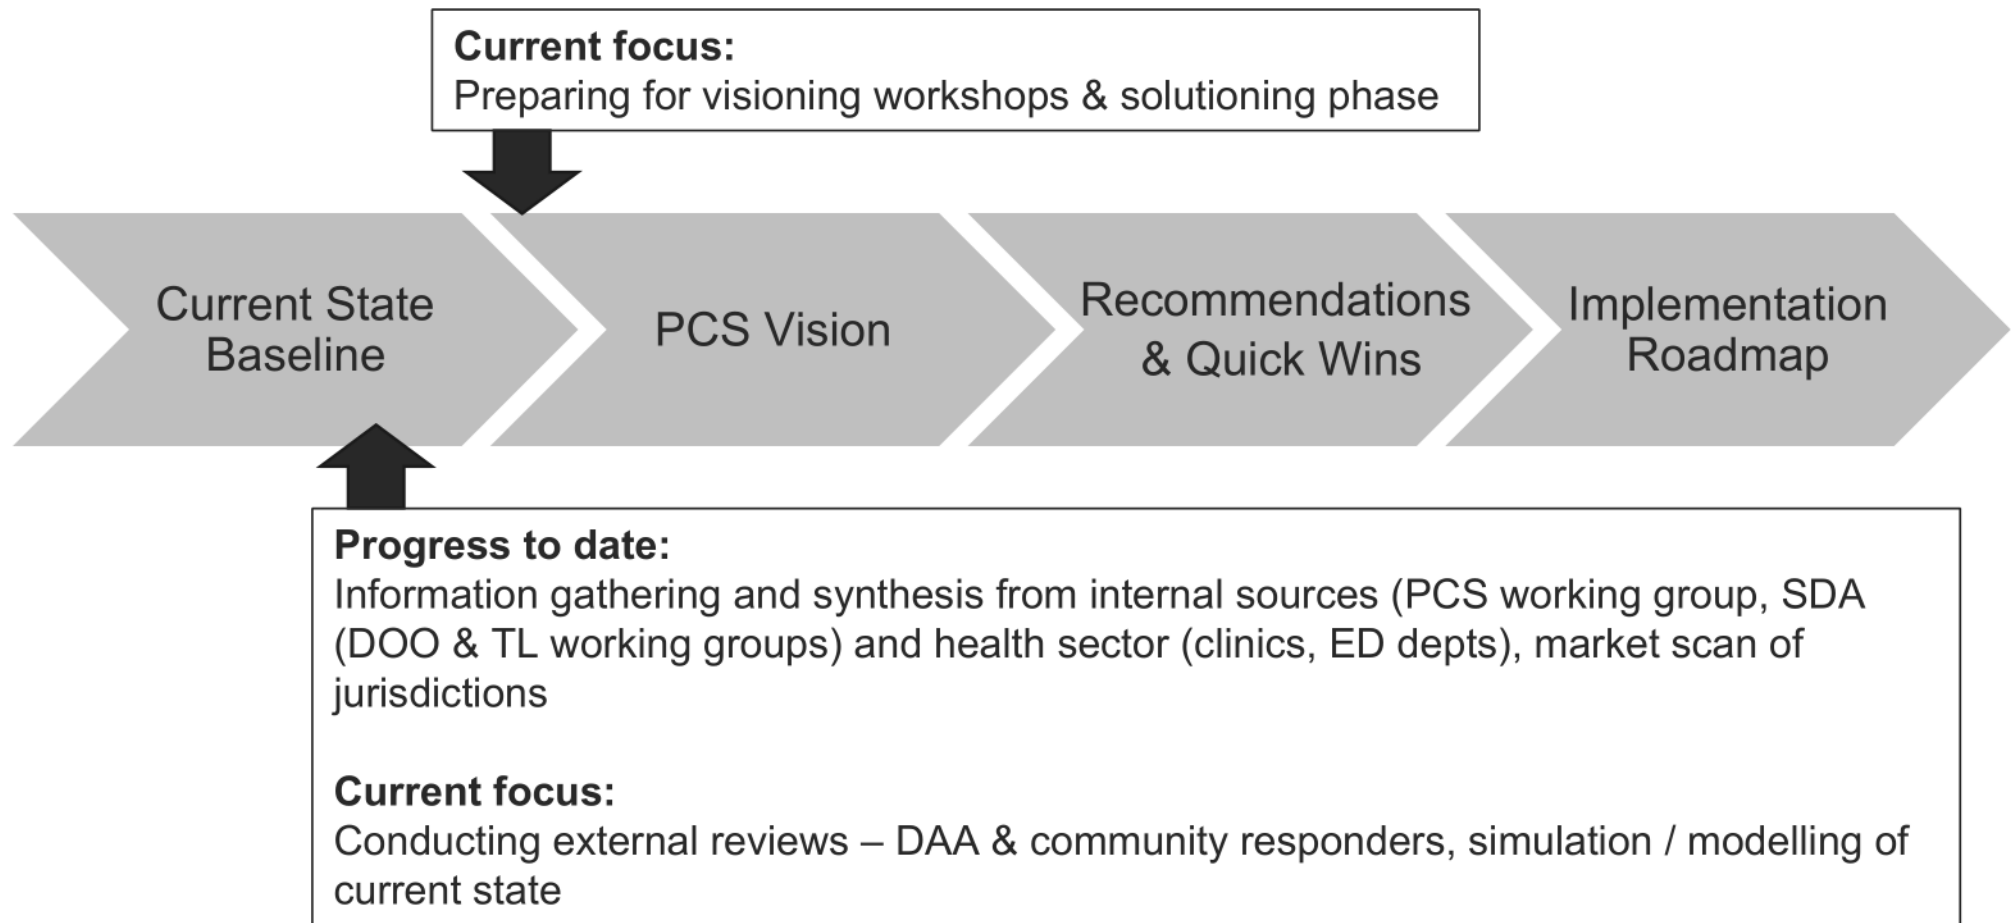 Current focus:
Preparing for visioning workshops & solutioning phase
Current State
Baseline
PCS Vision
Recommendations
& Quick Wins
Implementation
Roadmap
Progress to date:
Information gathering and synthesis from internal sources (PCS working group, SDA
(DOO & TL working groups) and health sector (clinics, ED depts), market scan of
jurisdictions
Current focus:
Conducting external reviews – DAA & community responders, simulation / modelling of
current state